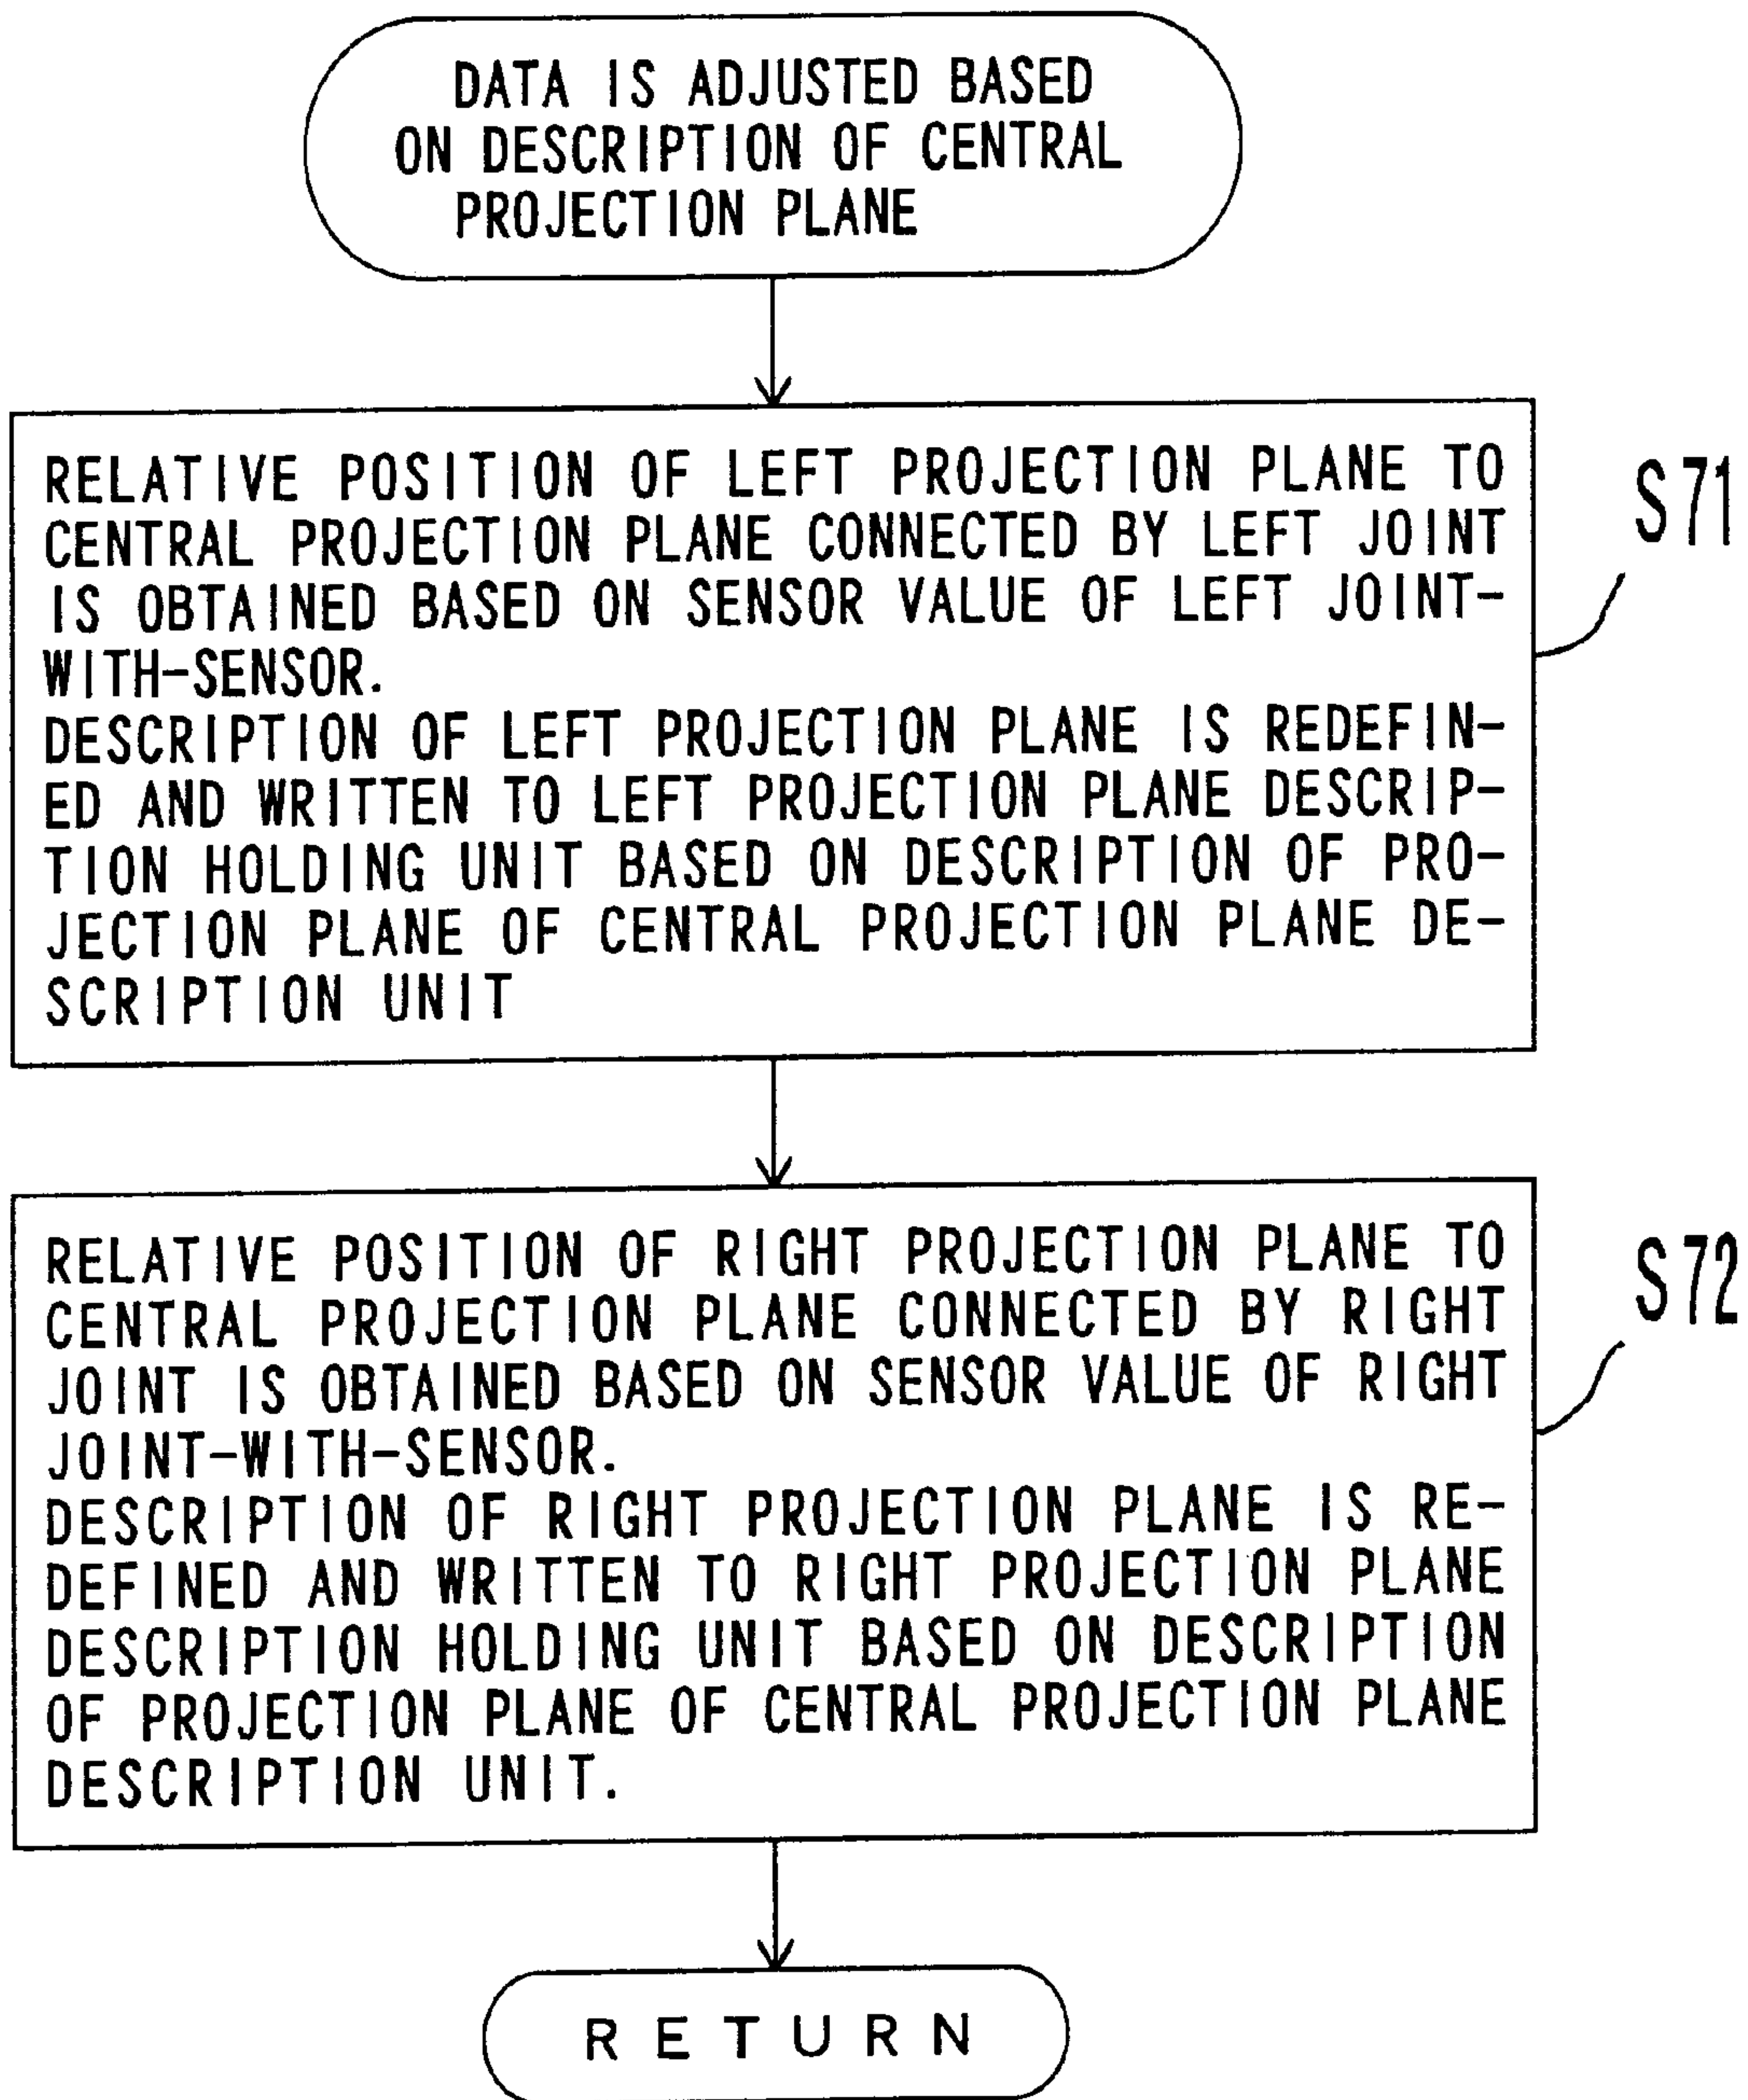 DATA IS ADJUSTED BASED
ON DESCRIPTION OF CENTRAL
PROJECTION PLANE
RELATIVE POSITION OF LEFT PROJECTION PLANE TO
CENTRAL PROJECTION PLANE CONNECTED BY LEFT JOINT
IS OBTAINED BASED ON SENSOR VALUE OF LEFT JOINT-
WITH-SENSOR.
DESCRIPTION OF LEFT PROJECTION PLANE IS REDEFIN-
ED AND WRITTEN TO LEFT PROJECTION PLANE DESCRIP-
TION HOLDING UNIT BASED ON DESCRIPTION OF PRO-
JECTION PLANE OF CENTRAL PROJECTION PLANE DE-
SCRIPTION UNIT
S71
RELATIVE POSITION OF RIGHT PROJECTION PLANE TO
CENTRAL PROJECTION PLANE CONNECTED BY RIGHT
JOINT IS OBTAINED BASED ON SENSOR VALUE OF RIGHT
JOINT-WITH-SENSOR.
DESCRIPTION OF RIGHT PROJECTION PLANE IS RE-
DEFINED AND WRITTEN TO RIGHT PROJECTION PLANE
DESCRIPTION HOLDING UNIT BASED ON DESCRIPTION
OF PROJECTION PLANE OF CENTRAL PROJECTION PLANE
DESCRIPTION UNIT.
S72
RETURN